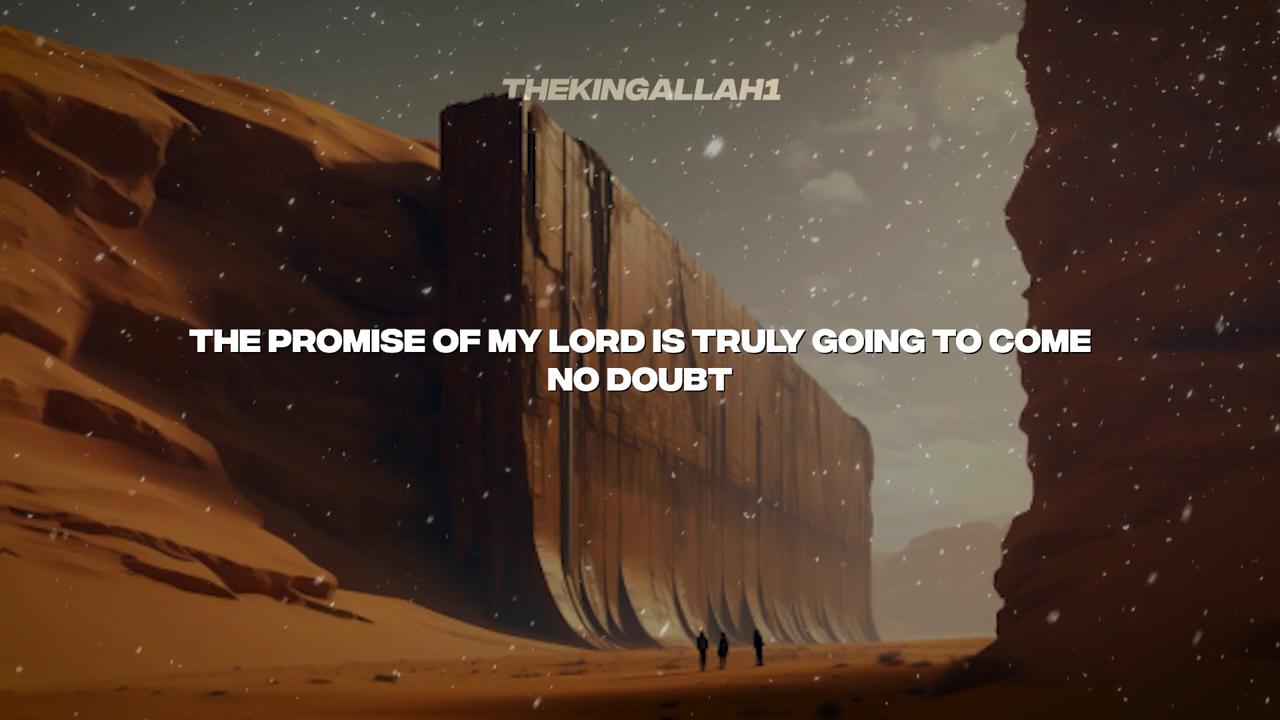 THEKINGALLAH1
THE PROMISE OF MY LORD IS TRULY GOING TO COME
NO DOUBT